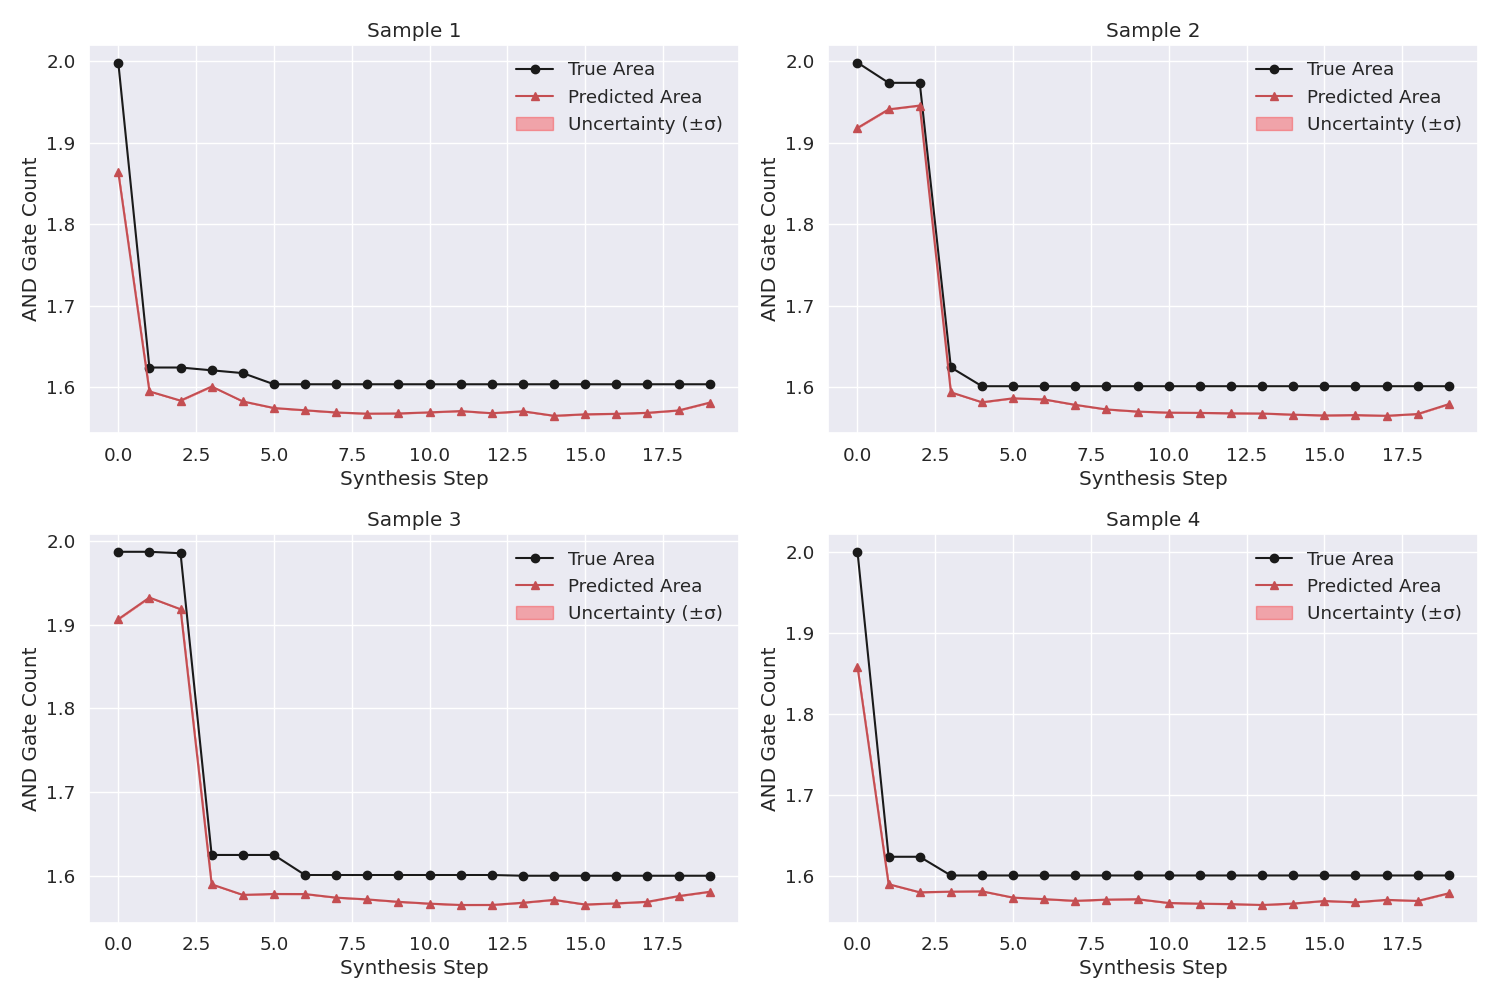 Sample 1
2.0
1.9
1.8
1.7
1.6
AND Gate Count
True Area
Predicted Area
Uncertainty (±σ)
0.0 2.5 5.0 7.5 10.0 12.5 15.0 17.5
Synthesis Step
Sample 2
2.0
1.9
1.8
1.7
1.6
AND Gate Count
True Area
Predicted Area
Uncertainty (±σ)
0.0 2.5 5.0 7.5 10.0 12.5 15.0 17.5
Synthesis Step
Sample 3
2.0
1.9
1.8
1.7
1.6
AND Gate Count
True Area
Predicted Area
Uncertainty (±σ)
0.0 2.5 5.0 7.5 10.0 12.5 15.0 17.5
Synthesis Step
Sample 4
2.0
1.9
1.8
1.7
1.6
AND Gate Count
True Area
Predicted Area
Uncertainty (±σ)
0.0 2.5 5.0 7.5 10.0 12.5 15.0 17.5
Synthesis Step